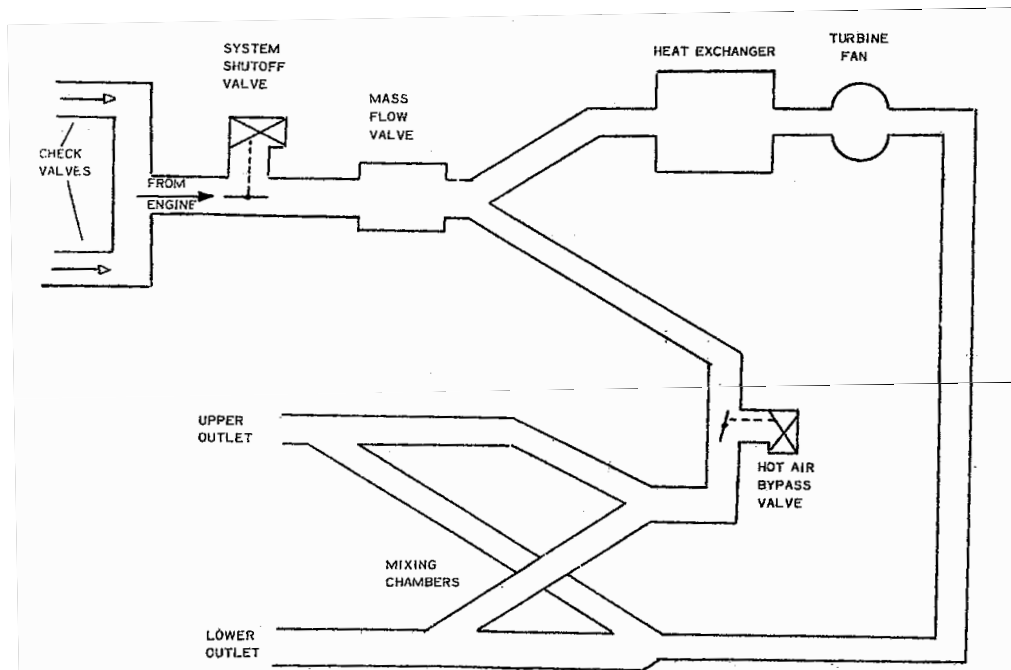 SYSTEM
SHUTOFF
VALVE
MASS
FLOW
VALVE
HEAT EXCHANGER
TURBINE
FAN
CHECK
VALVES
FROM
ENGINE
UPPER
OUTLET
HOT AIR
BYPASS
VALVE
MIXING
CHAMBERS
LOWER
OUTLET